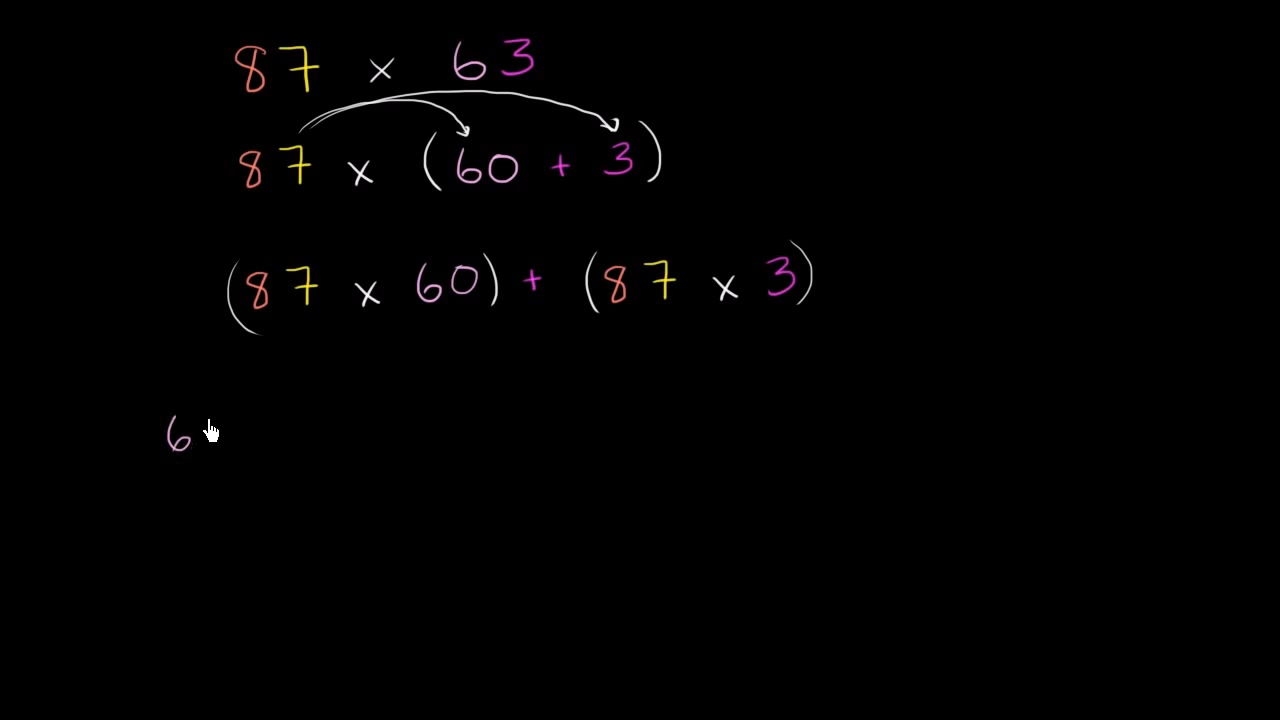 87 × 63
87 × (60 + 3)
(87 × 60) + (87 × 3)
6